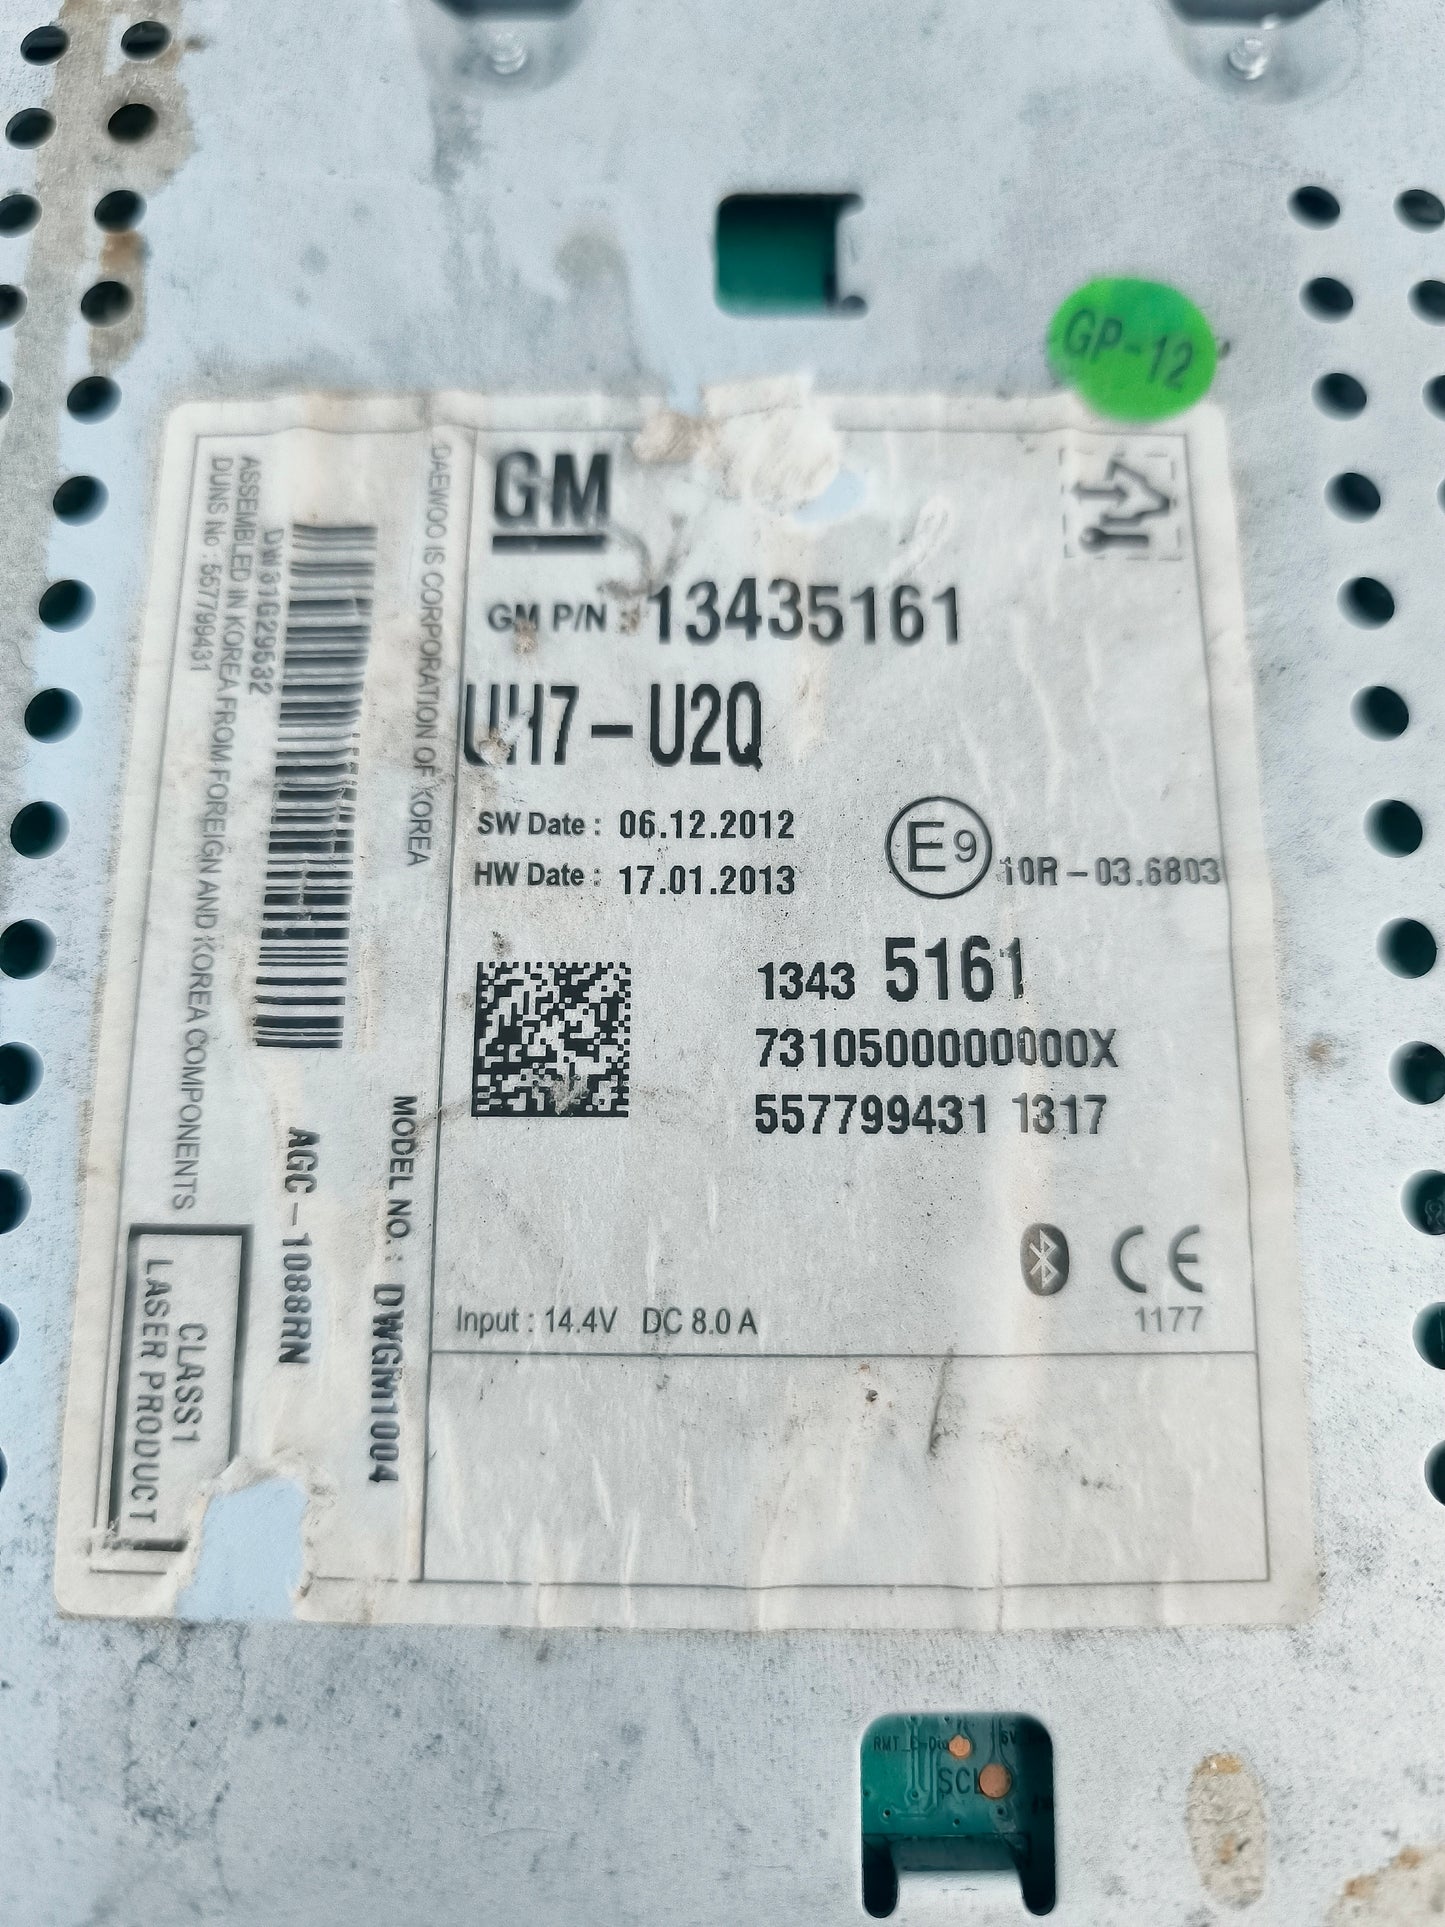 GP-12
GM
GM P/N : 13435161
UH7-U2Q
SW Date : 06.12.2012
HW Date : 17.01.2013
E9
10R-03.6803
1343 5161
7310500000000X
557799431 1317
Input : 14.4V DC 8.0 A
CE
1177
DAEWOO IS CORPORATION OF KOREA
MODEL NO. : DWGM1004
AGC-1088RN
ASSEMBLED IN KOREA FROM FOREIGN AND KOREA COMPONENTS
DUNS No : 557799431
CLASS1
LASER PRODUCT
SCL